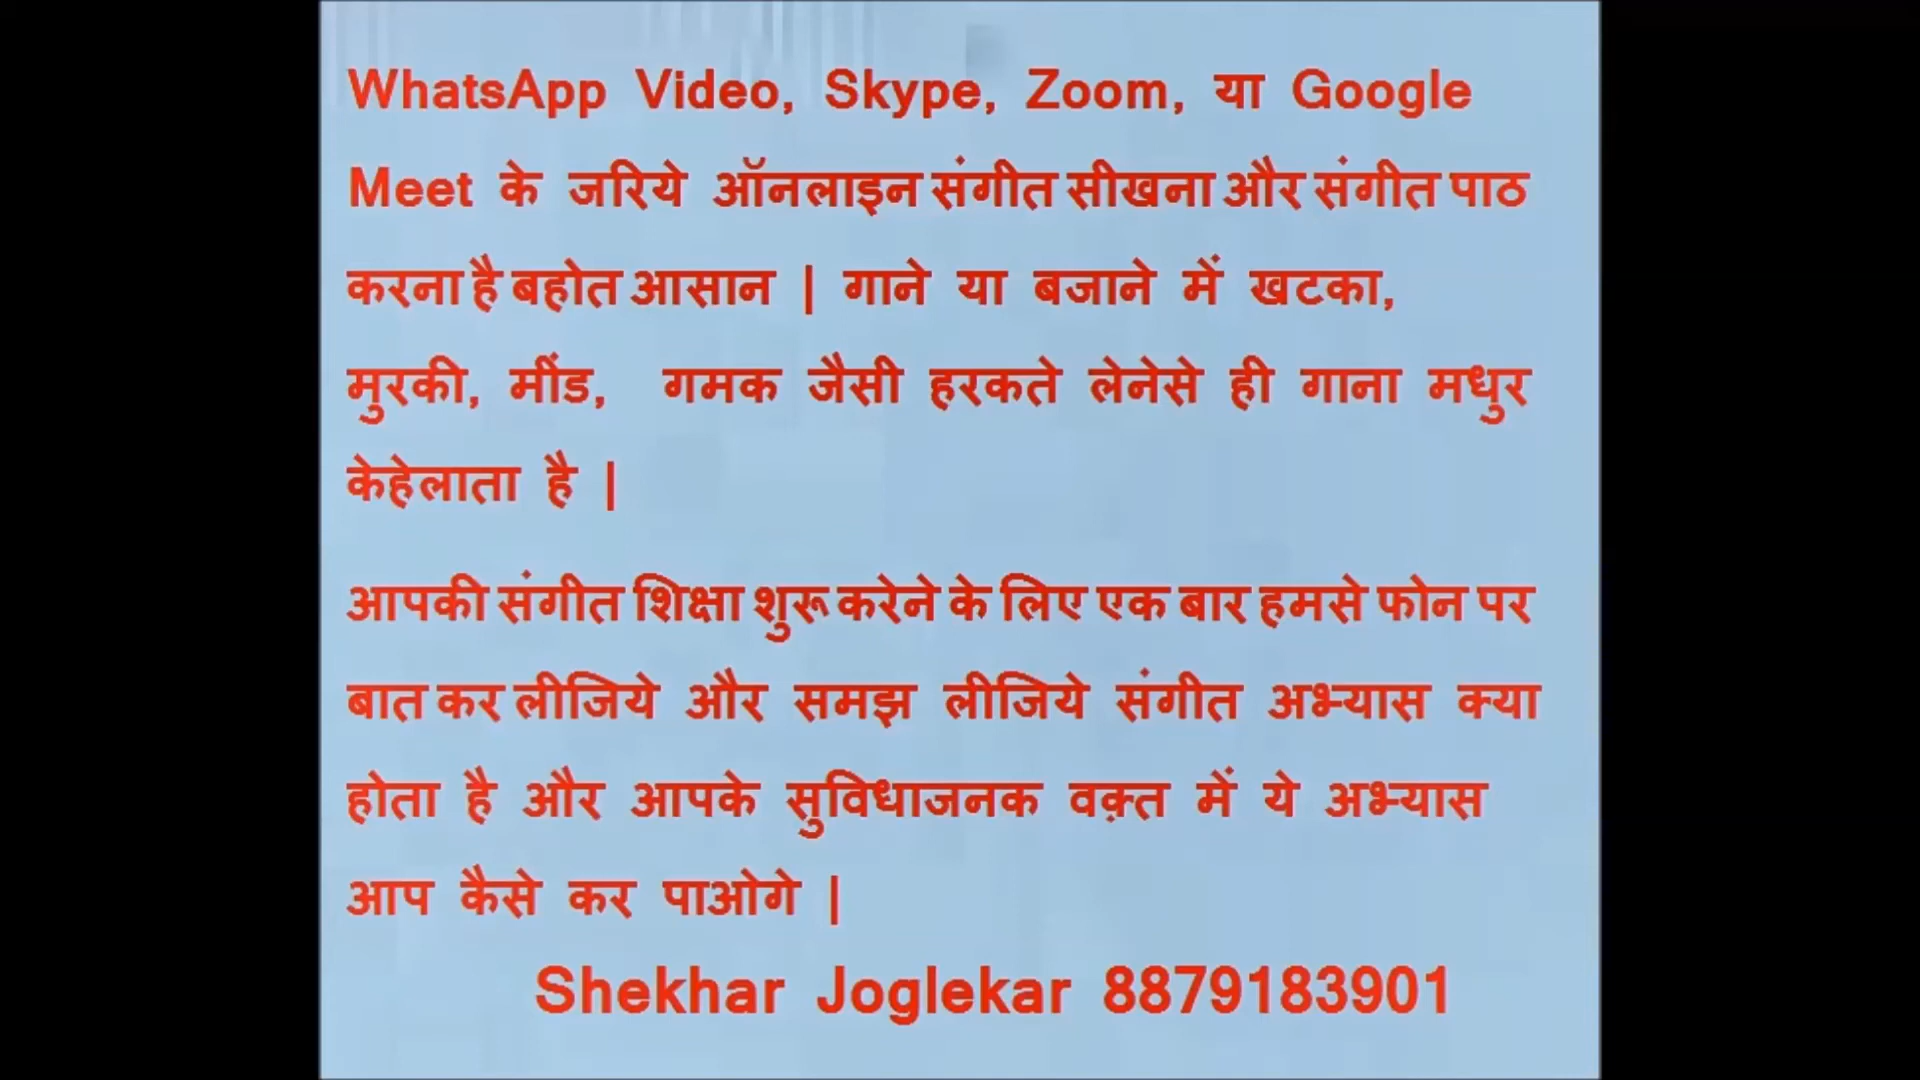 WhatsApp Video, Skype, Zoom, या Google
Meet के जरिये ऑनलाइन संगीत सीखना और संगीत पाठ
करना है बहोत आसान | गाने या बजाने में खटका,
मुरकी, मींड, गमक जैसी हरकते लेनेसे ही गाना मधुर
केहेलाता है |
आपकी संगीत शिक्षा शुरू करेने के लिए एक बार हमसे फोन पर
बात कर लीजिये और समझ लीजिये संगीत अभ्यास क्या
होता है और आपके सुविधाजनक वक़्त में ये अभ्यास
आप कैसे कर पाओगे |
Shekhar Joglekar 8879183901